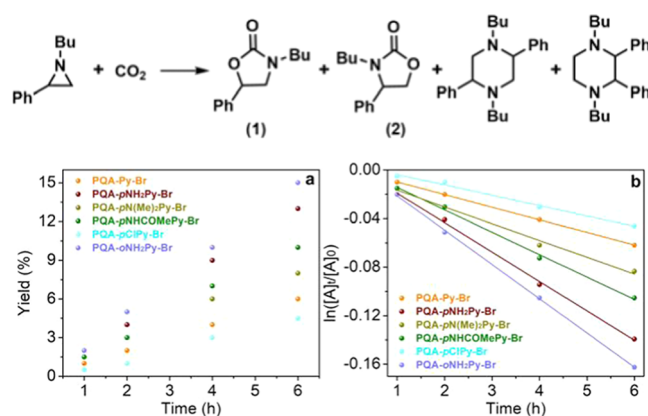 Bu
N
Ph
+ CO₂
O
O
N
Bu
Ph
(1)
+
O
Bu
N
O
Ph
(2)
+
Bu
N
Ph
Ph
N
Bu
+
Bu
N
Ph
N
Ph
Bu
a
PQA-Py-Br
PQA-pNH₂Py-Br
PQA-pN(Me)₂Py-Br
PQA-pNHCOMePy-Br
PQA-pClPy-Br
PQA-oNH₂Py-Br
Yield (%)
15
12
9
6
3
0
1 2 3 4 5 6
Time (h)
b
ln([A]t/[A]0)
0.00
-0.04
-0.08
-0.12
-0.16
PQA-Py-Br
PQA-pNH₂Py-Br
PQA-pN(Me)₂Py-Br
PQA-pNHCOMePy-Br
PQA-pClPy-Br
PQA-oNH₂Py-Br
1 2 3 4 5 6
Time (h)